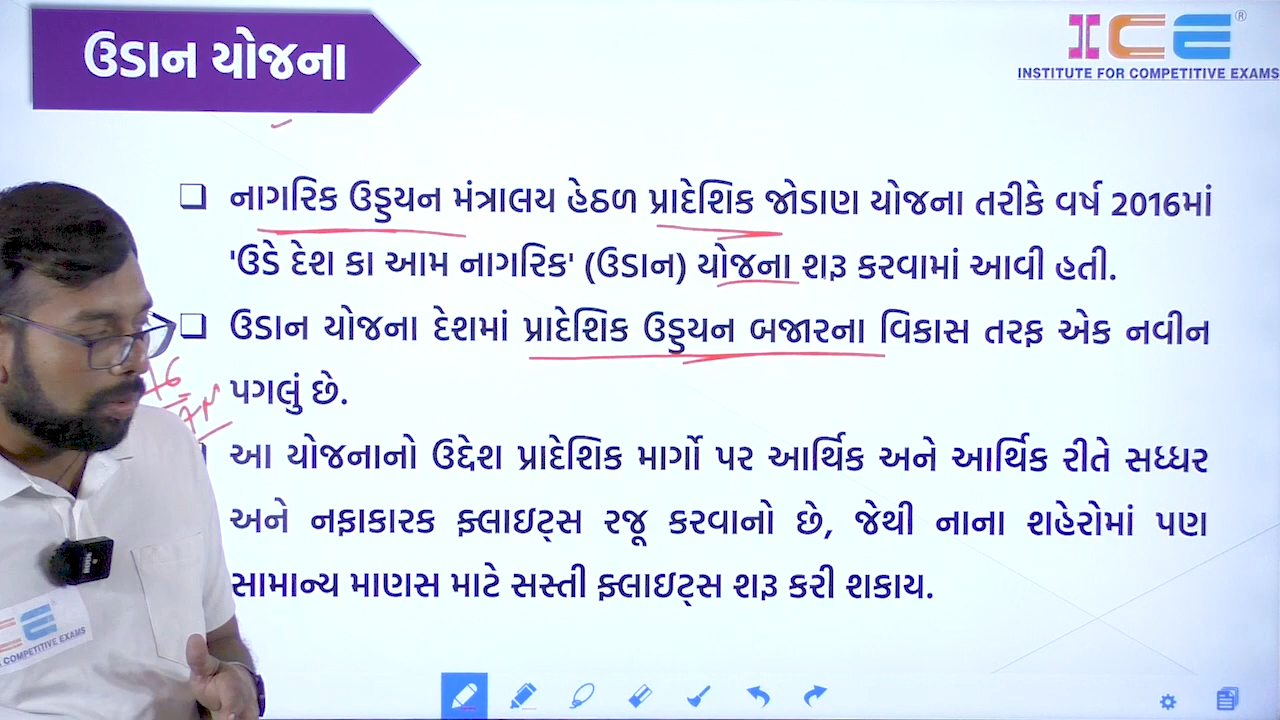 ઉડાન યોજના
ICE®
INSTITUTE FOR COMPETITIVE EXAMS
❑ નાગરિક ઉડ્ડયન મંત્રાલય હેઠળ પ્રાદેશિક જોડાણ યોજના તરીકે વર્ષ 2016માં
'ઉડે દેશ કા આમ નાગરિક' (ઉડાન) યોજના શરૂ કરવામાં આવી હતી.
❑ ઉડાન યોજના દેશમાં પ્રાદેશિક ઉડ્ડયન બજારના વિકાસ તરફ એક નવીન
પગલું છે.
આ યોજનાનો ઉદ્દેશ પ્રાદેશિક માર્ગો પર આર્થિક અને આર્થિક રીતે સધ્ધર
અને નફાકારક ફ્લાઇટ્સ રજૂ કરવાનો છે, જેથી નાના શહેરોમાં પણ
સામાન્ય માણસ માટે સસ્તી ફ્લાઇટ્સ શરૂ કરી શકાય.
CE
COMPETITIVE EXAMS